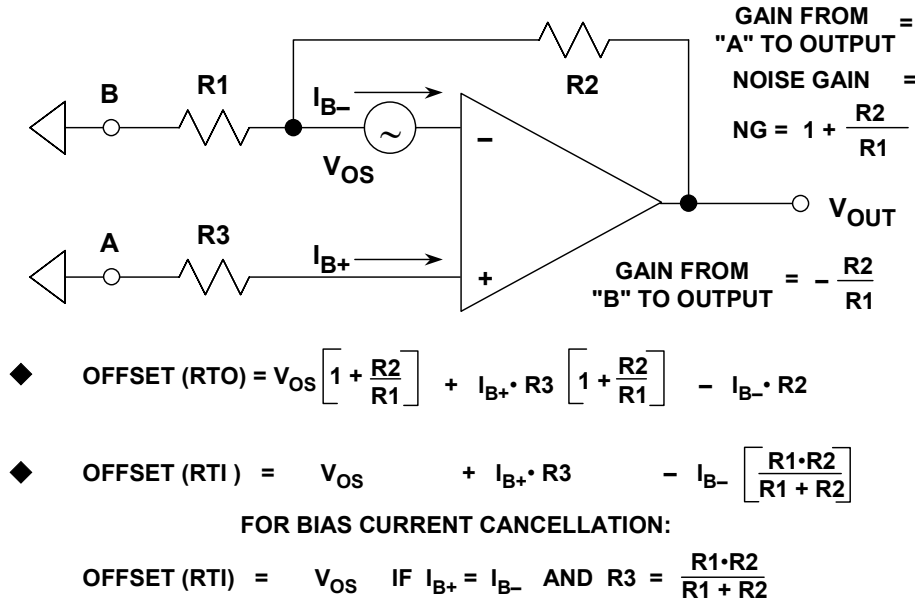 GAIN FROM "A" TO OUTPUT =
NOISE GAIN =
NG = 1 + R2/R1
B
R1
I_B–
R2
V_OS
–
A
R3
I_B+
+
V_OUT
GAIN FROM "B" TO OUTPUT = – R2/R1
◆ OFFSET (RTO) = V_OS [1 + R2/R1] + I_B+• R3 [1 + R2/R1] – I_B–• R2
◆ OFFSET (RTI ) = V_OS + I_B+• R3 – I_B– [R1•R2/R1 + R2]
FOR BIAS CURRENT CANCELLATION:
OFFSET (RTI) = V_OS IF I_B+ = I_B– AND R3 = R1•R2/R1 + R2